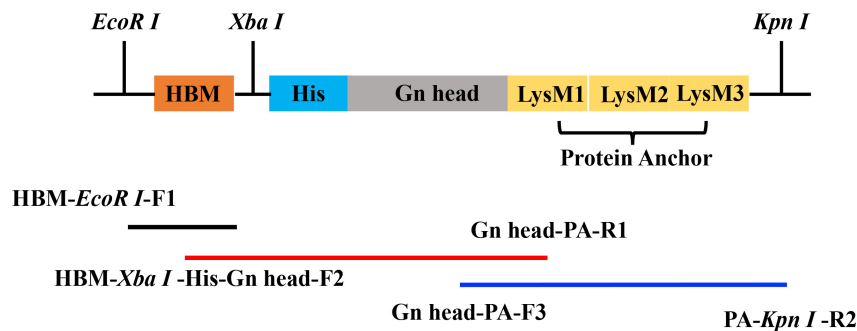 EcoR I Xba I Kpn I
HBM His Gn head LysM1 LysM2 LysM3
Protein Anchor
HBM-EcoR I-F1
Gn head-PA-R1
HBM-Xba I -His-Gn head-F2
Gn head-PA-F3
PA-Kpn I -R2